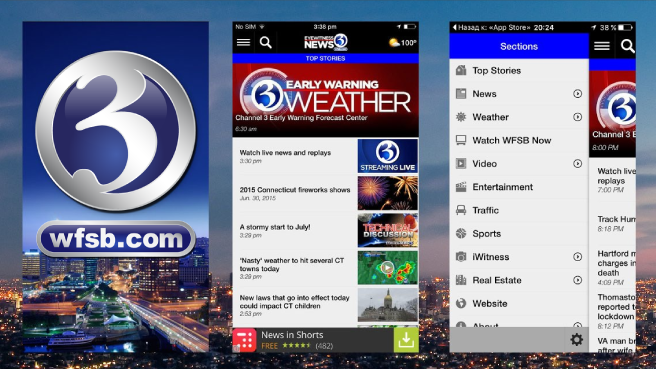 3
wfsb.com
No SIM
3:36 pm
EYEWITNESS
NEWS 3
100°
TOP STORIES
3 EARLY WARNING
WEATHER
Channel 3 Early Warning Forecast Center
6:30 am
Watch live news and replays
3:30 pm
3
STREAMING LIVE
2015 Connecticut fireworks shows
Jun. 30, 2015
A stormy start to July!
3:29 pm
TECHNICAL
DISCUSSION
'Nasty' weather to hit several CT
towns today
3:29 pm
New laws that go into effect today
could impact CT children
2:53 pm
News in Shorts
FREE (482)
Назад к: «App Store» 20:24 38 %
Sections
Top Stories
News
Weather
Watch WFSB Now
Video
Entertainment
Traffic
Sports
iWitness
Real Estate
Website
About
3
Channel 3 E
8:00 PM
Watch live
replays
7:00 PM
Track Hum
8:18 PM
Hartford m
charges in
death
4:09 PM
Thomasto
reported to
lockdown
8:12 PM
VA man br
after wife